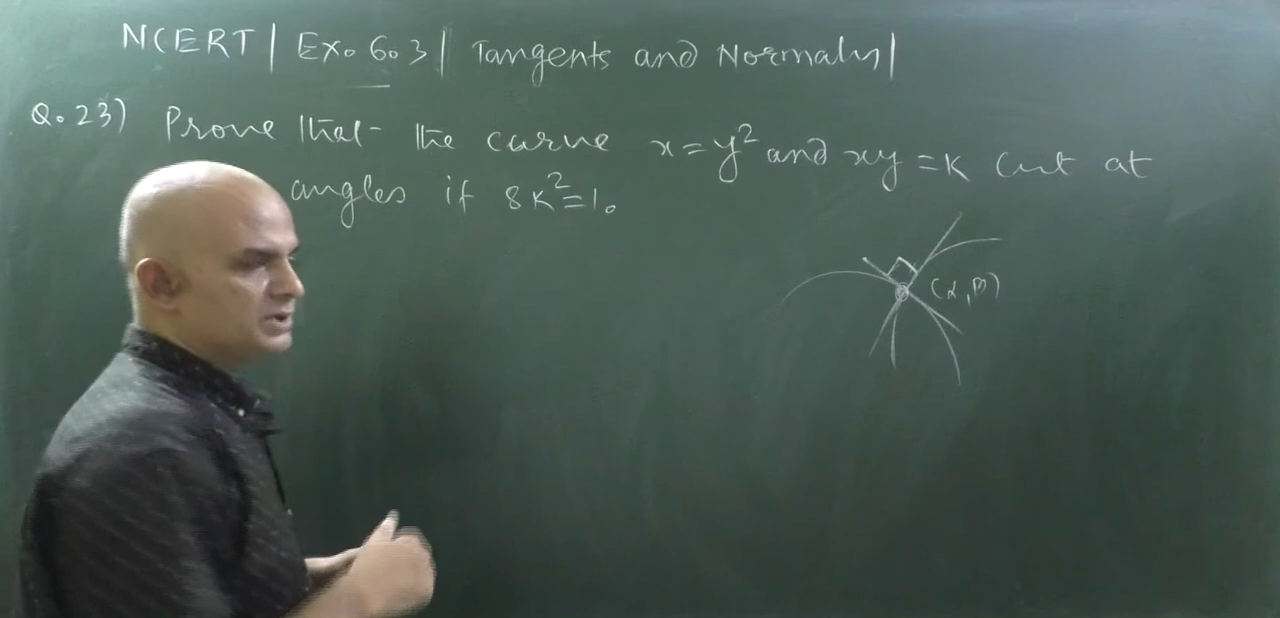 NCERT | Ex. 6.3 | Tangents and Normals |
Q.23) Prove that the curve x=y² and xy=k cut at
angles if 8k²=1.
(α,β)